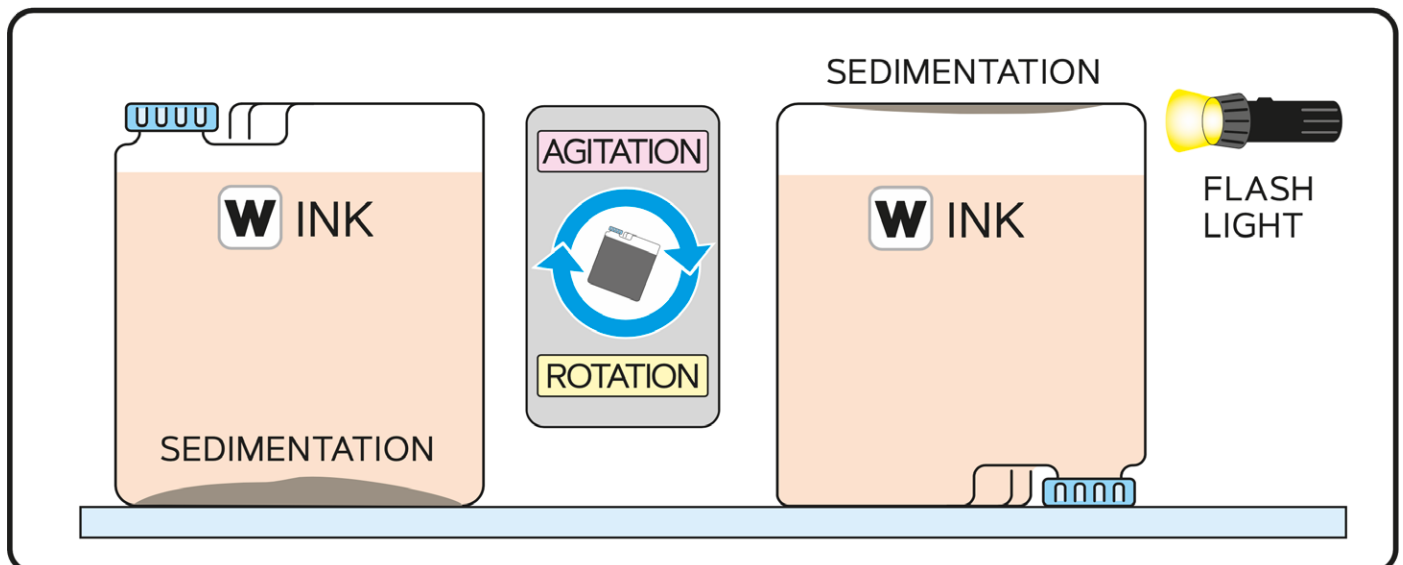 SEDIMENTATION
AGITATION
W INK
W INK
FLASH
LIGHT
ROTATION
SEDIMENTATION